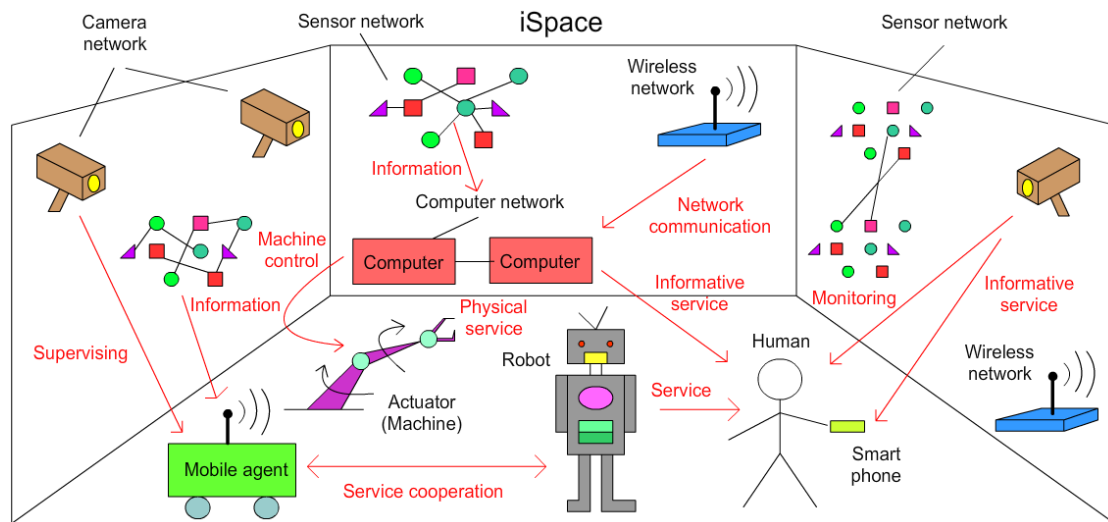 iSpace
Camera
network
Sensor network
Sensor network
Wireless
network
Information
Computer network
Network
communication
Machine
control
Computer
Computer
Information
Informative
service
Monitoring
Informative
service
Physical
service
Supervising
Robot
Human
Wireless
network
Actuator
(Machine)
Service
Mobile agent
Smart
phone
Service cooperation